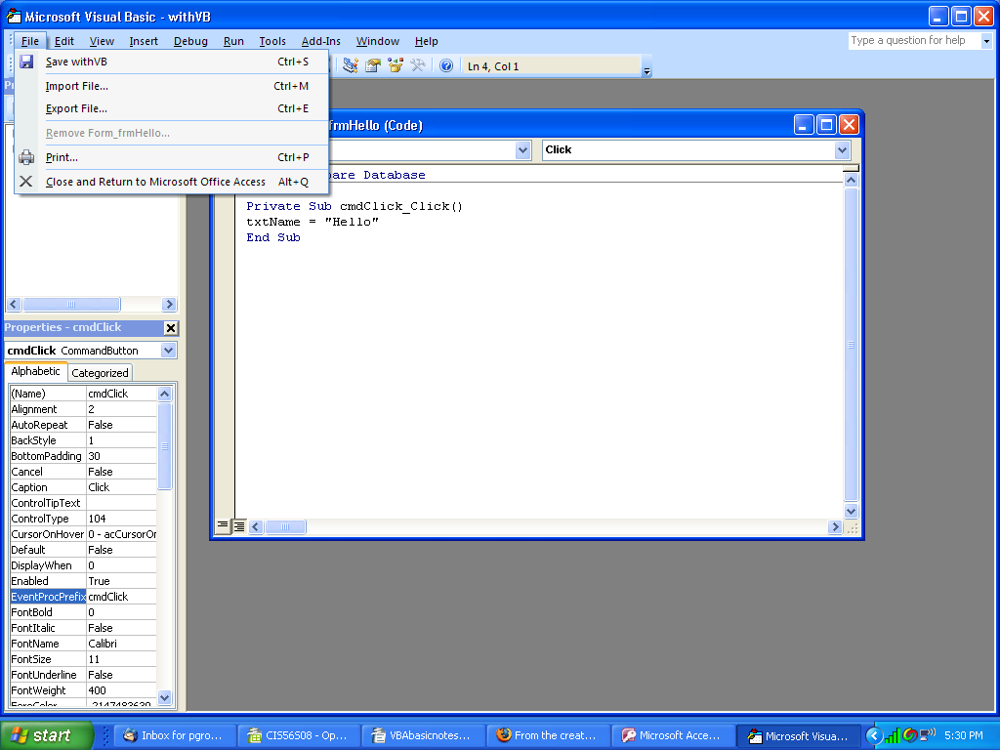 Microsoft Visual Basic - withVB
File Edit View Insert Debug Run Tools Add-Ins Window Help
Type a question for help
Save withVB Ctrl+S
Import File... Ctrl+M
Export File... Ctrl+E
Remove Form_frmHello...
Print... Ctrl+P
Close and Return to Microsoft Office Access Alt+Q
Ln 4, Col 1
frmHello (Code)
Click
pare Database
Private Sub cmdClick_Click()
txtName = "Hello"
End Sub
Properties - cmdClick
cmdClick CommandButton
Alphabetic Categorized
(Name) cmdClick
Alignment 2
AutoRepeat False
BackStyle 1
BottomPadding 30
Cancel False
Caption Click
ControlTipText
ControlType 104
CursorOnHover 0 - acCursorOn
Default False
DisplayWhen 0
Enabled True
EventProcPrefix cmdClick
FontBold 0
FontItalic False
FontName Calibri
FontSize 11
FontUnderline False
FontWeight 400
ForeColor -2147483630
start
Inbox for pgro...
CIS56S08 - Op...
VBAbasicnotes...
From the creat...
Microsoft Acce...
Microsoft Visua...
5:30 PM